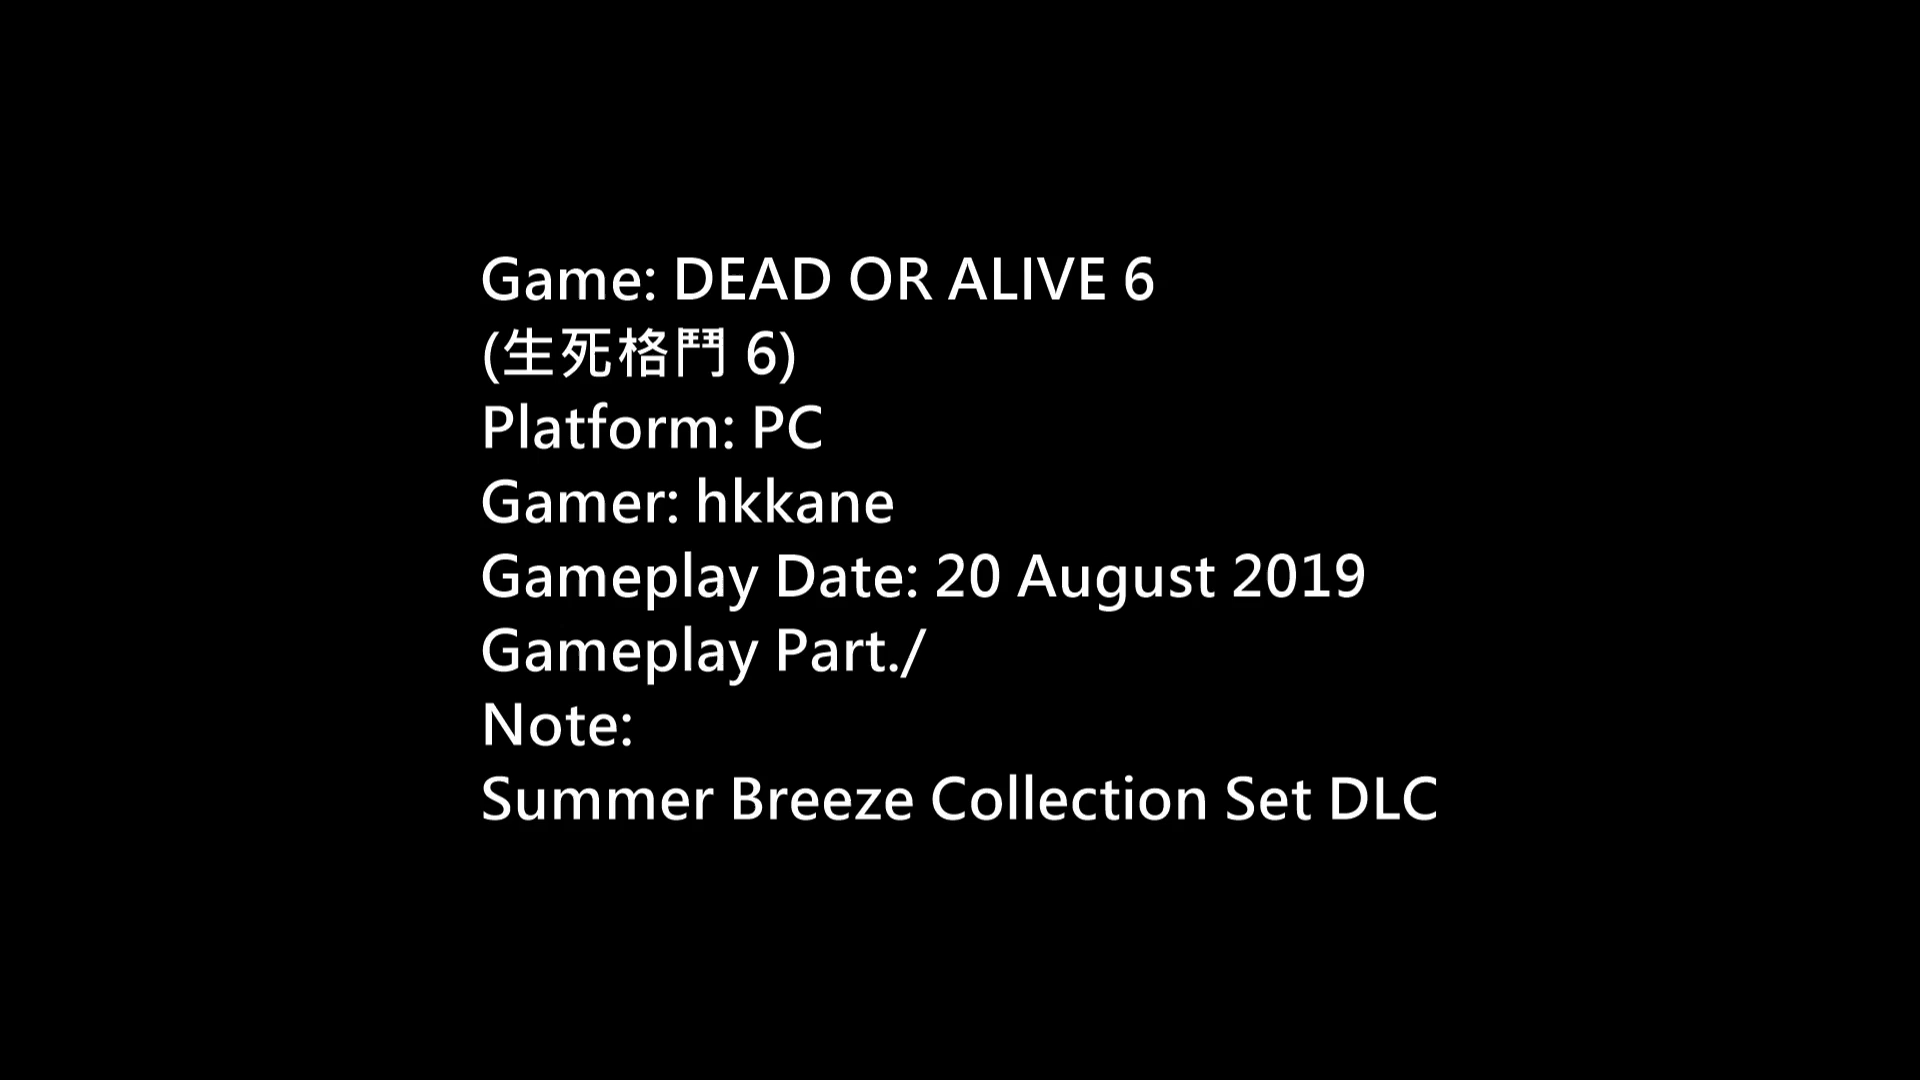 Game: DEAD OR ALIVE 6
(生死格鬥 6)
Platform: PC
Gamer: hkkane
Gameplay Date: 20 August 2019
Gameplay Part./
Note:
Summer Breeze Collection Set DLC